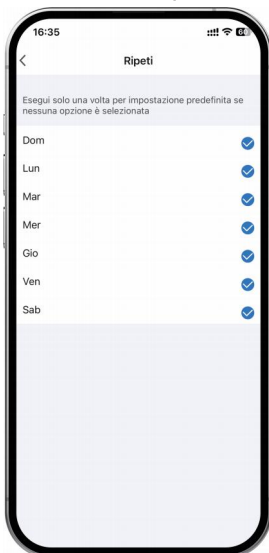 16:35
60
Ripeti
Esegui solo una volta per impostazione predefinita se
nessuna opzione è selezionata
Dom
Lun
Mar
Mer
Gio
Ven
Sab